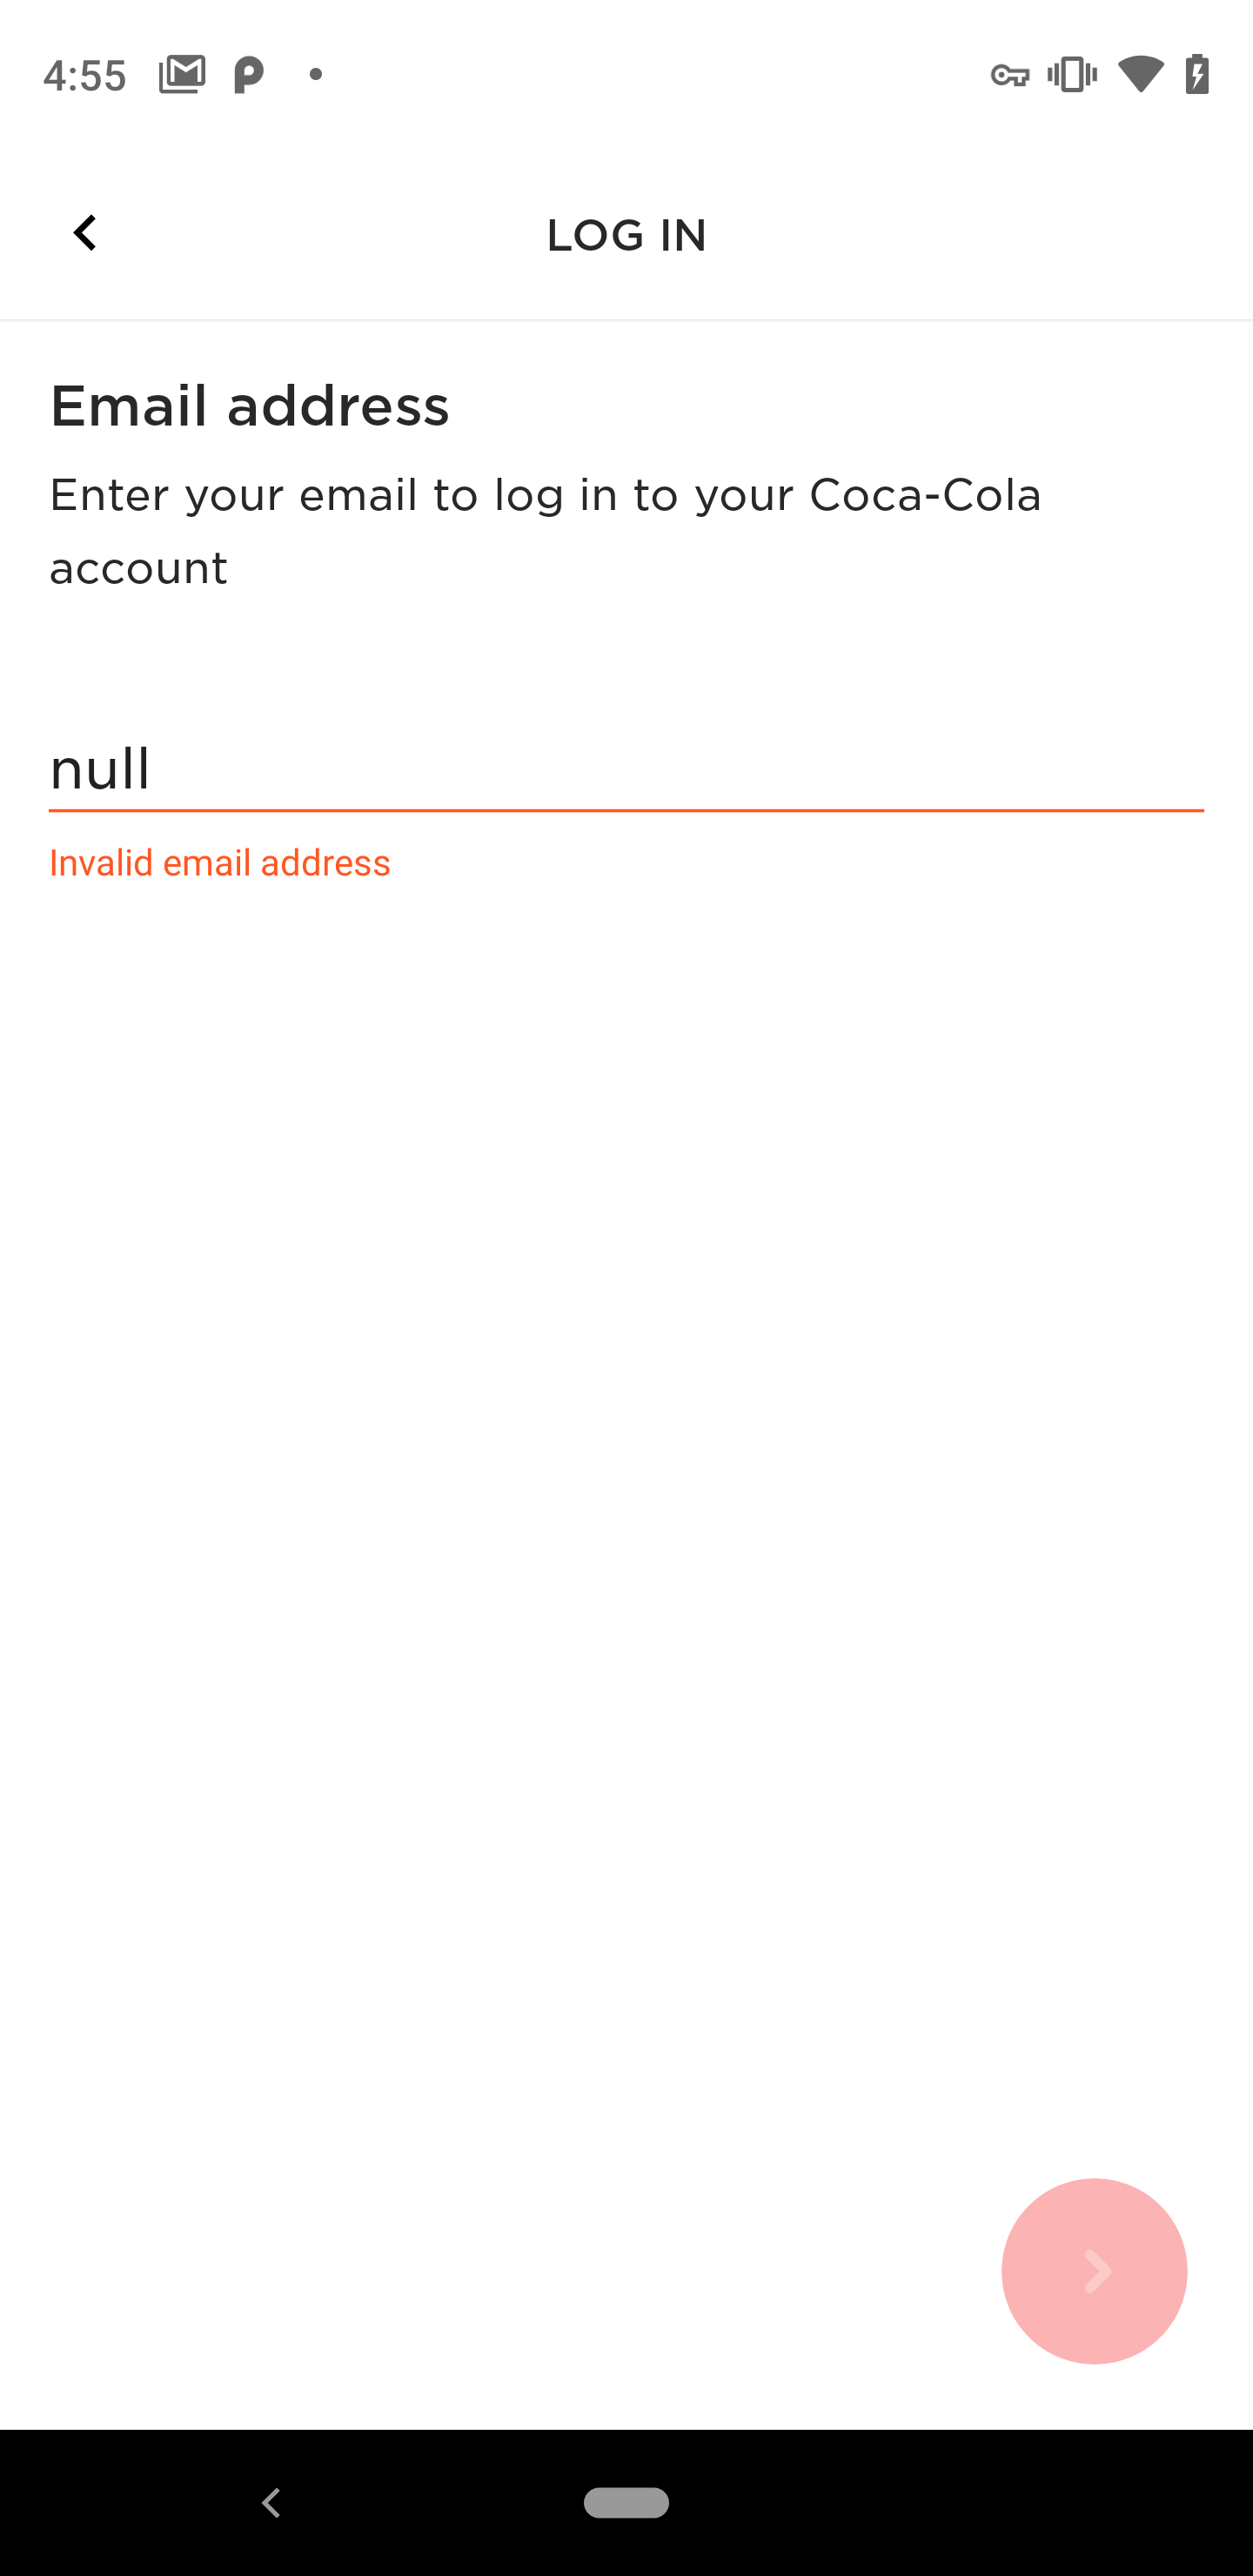 4:55
LOG IN
Email address
Enter your email to log in to your Coca-Cola
account
null
Invalid email address